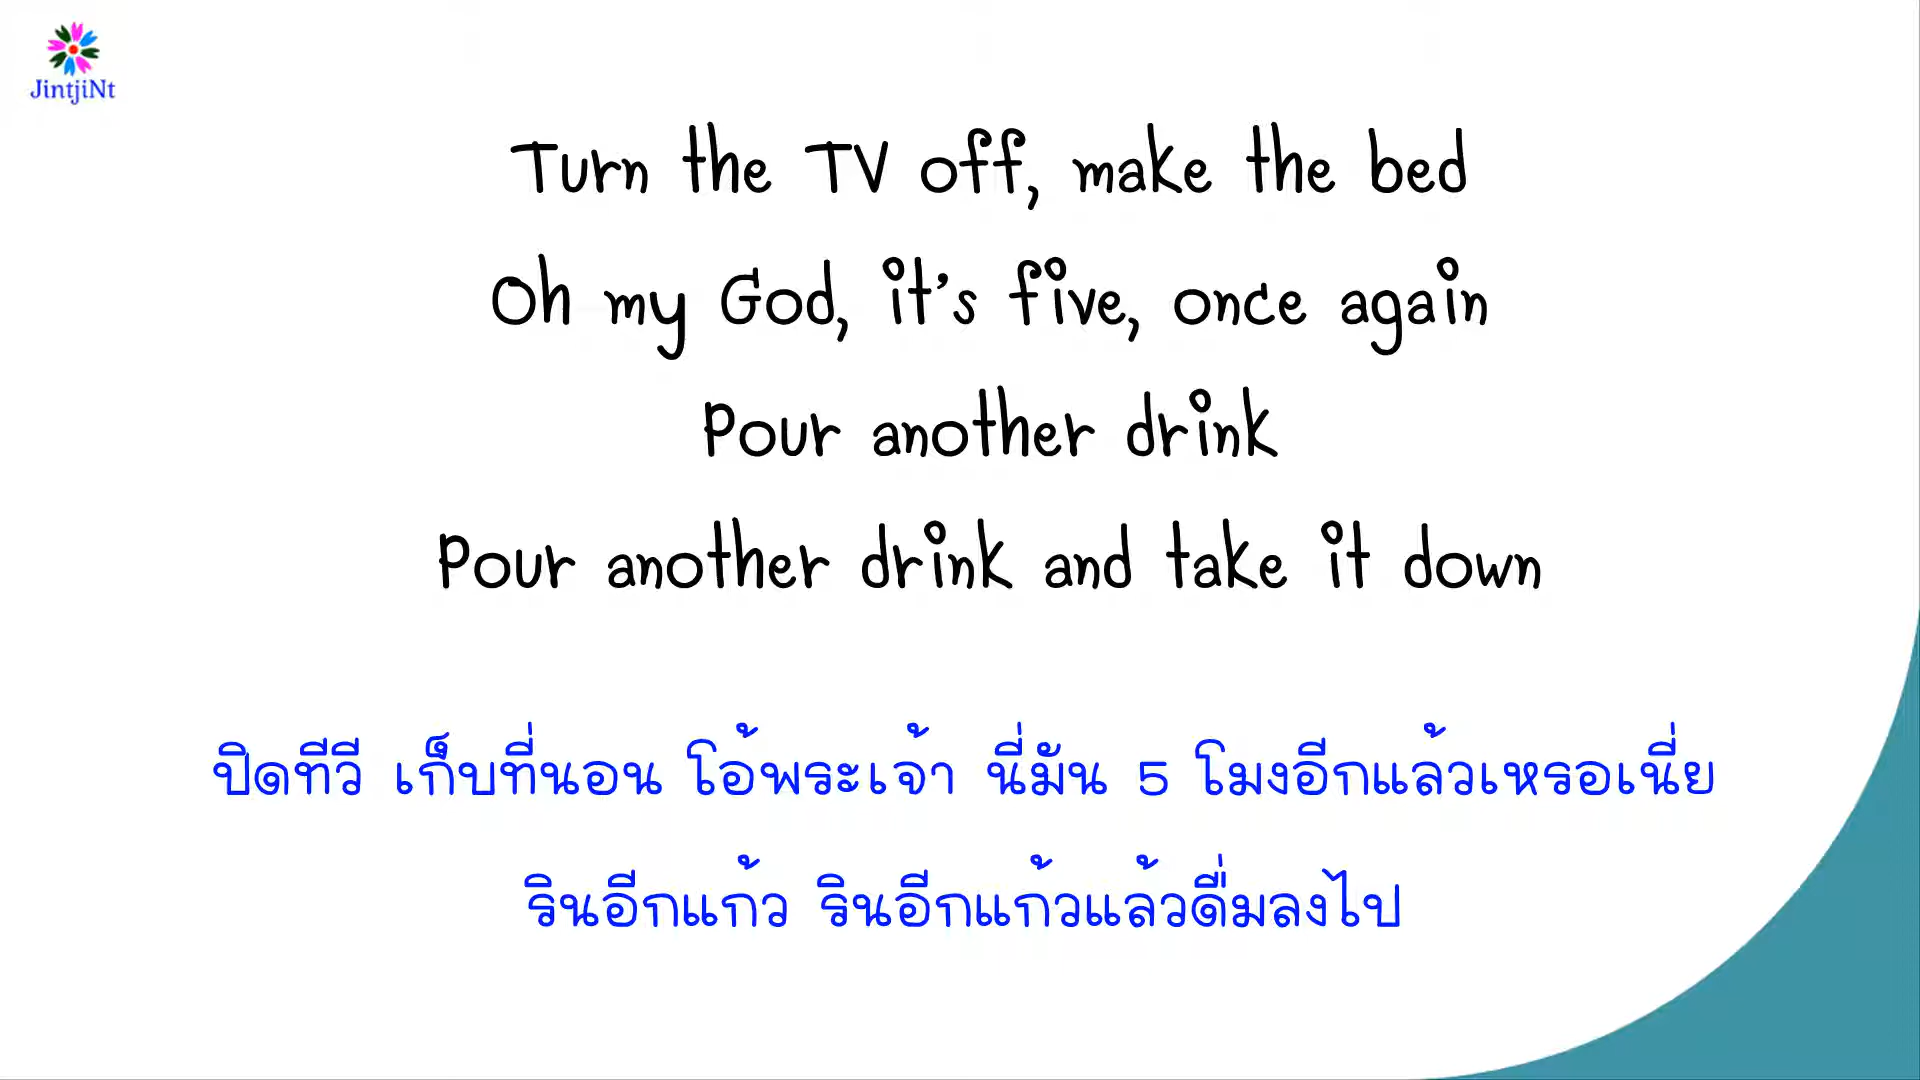 JintjiNt
Turn the TV off, make the bed
Oh my God, it's five, once again
Pour another drink
Pour another drink and take it down
ปิดทีวี เก็บที่นอน โอ้พระเจ้า นี่มัน 5 โมงอีกแล้วเหรอเนี่ย
รินอีกแก้ว รินอีกแก้วแล้วดื่มลงไป